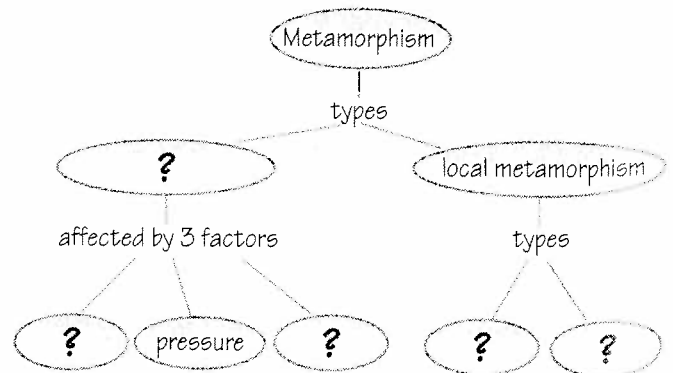 Metamorphism
types
? local metamorphism
affected by 3 factors types
? pressure ? ? ?